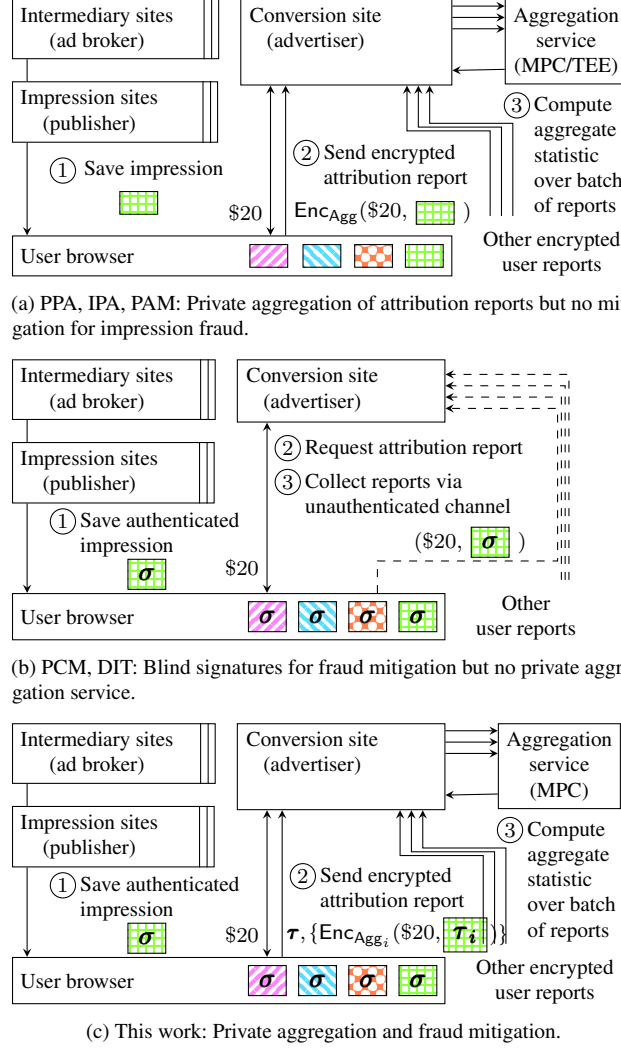 Intermediary sites
(ad broker)
Conversion site
(advertiser)
Aggregation
service
(MPC/TEE)
Impression sites
(publisher)
1 Save impression
2 Send encrypted
attribution report
3 Compute
aggregate
statistic
over batch
of reports
$20
Enc_Agg($20, )
Other encrypted
user reports
User browser
(a) PPA, IPA, PAM: Private aggregation of attribution reports but no miti
gation for impression fraud.
Intermediary sites
(ad broker)
Conversion site
(advertiser)
Impression sites
(publisher)
2 Request attribution report
3 Collect reports via
unauthenticated channel
1 Save authenticated
impression
σ
$20
($20, σ )
User browser
σ σ σ σ
Other
user reports
(b) PCM, DIT: Blind signatures for fraud mitigation but no private aggre
gation service.
Intermediary sites
(ad broker)
Conversion site
(advertiser)
Aggregation
service
(MPC)
Impression sites
(publisher)
1 Save authenticated
impression
σ
2 Send encrypted
attribution report
3 Compute
aggregate
statistic
over batch
of reports
$20
τ, {Enc_Agg_i($20, τ_i)}
User browser
σ σ σ σ
Other encrypted
user reports
(c) This work: Private aggregation and fraud mitigation.